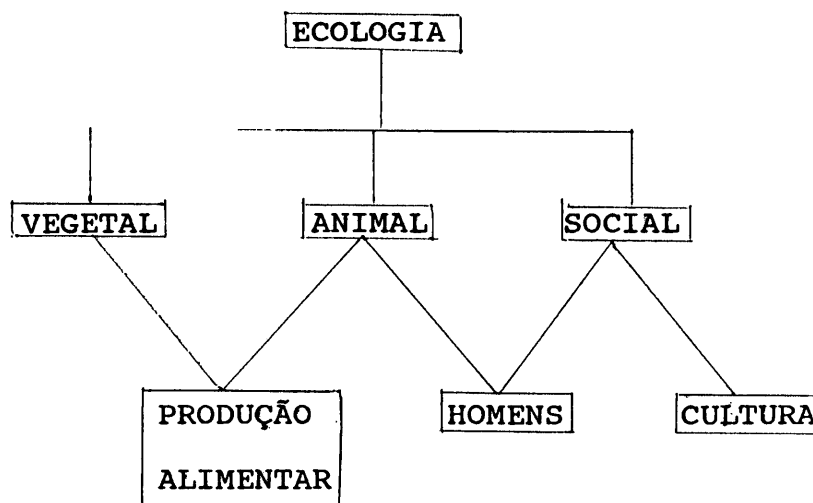 ECOLOGIA
VEGETAL ANIMAL SOCIAL
PRODUÇÃO HOMENS CULTURA
ALIMENTAR